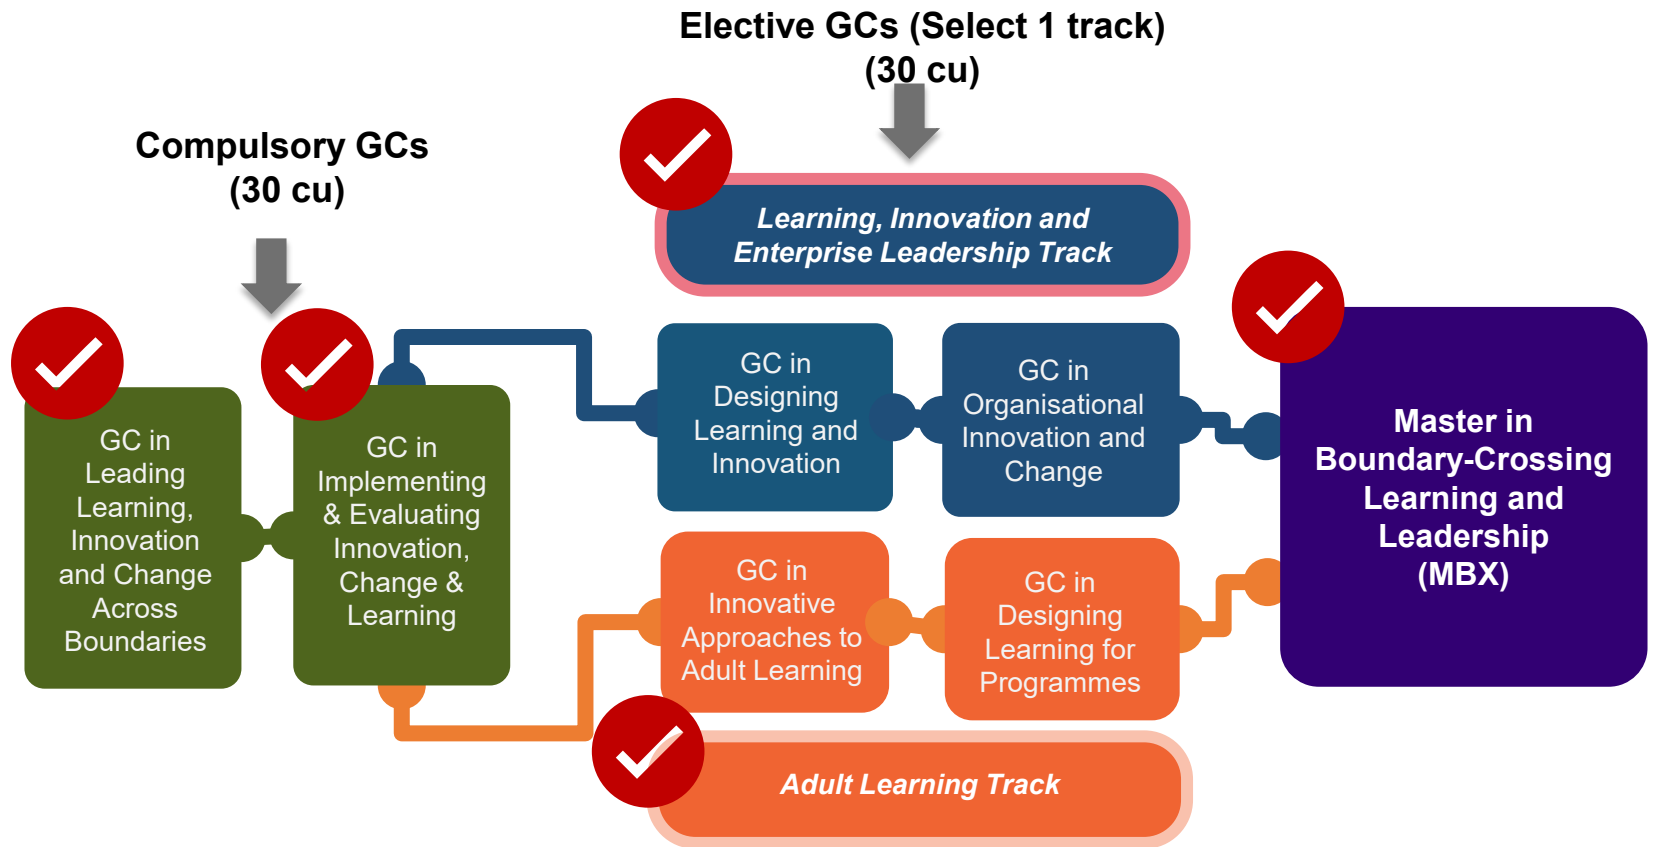 Elective GCs (Select 1 track)
(30 cu)
Compulsory GCs
(30 cu)
Learning, Innovation and
Enterprise Leadership Track
GC in
Leading
Learning,
Innovation
and Change
Across
Boundaries
GC in
Implementing
& Evaluating
Innovation,
Change &
Learning
GC in
Designing
Learning and
Innovation
GC in
Organisational
Innovation and
Change
GC in
Innovative
Approaches to
Adult Learning
GC in
Designing
Learning for
Programmes
Adult Learning Track
Master in
Boundary-Crossing
Learning and
Leadership
(MBX)